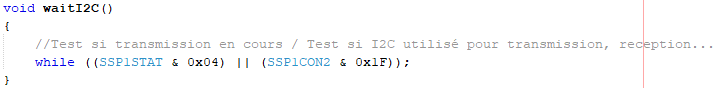 void waitI2C()
{
//Test si transmission en cours / Test si I2C utilisé pour transmission, reception...
while ((SSP1STAT & 0x04) || (SSP1CON2 & 0x1F));
}